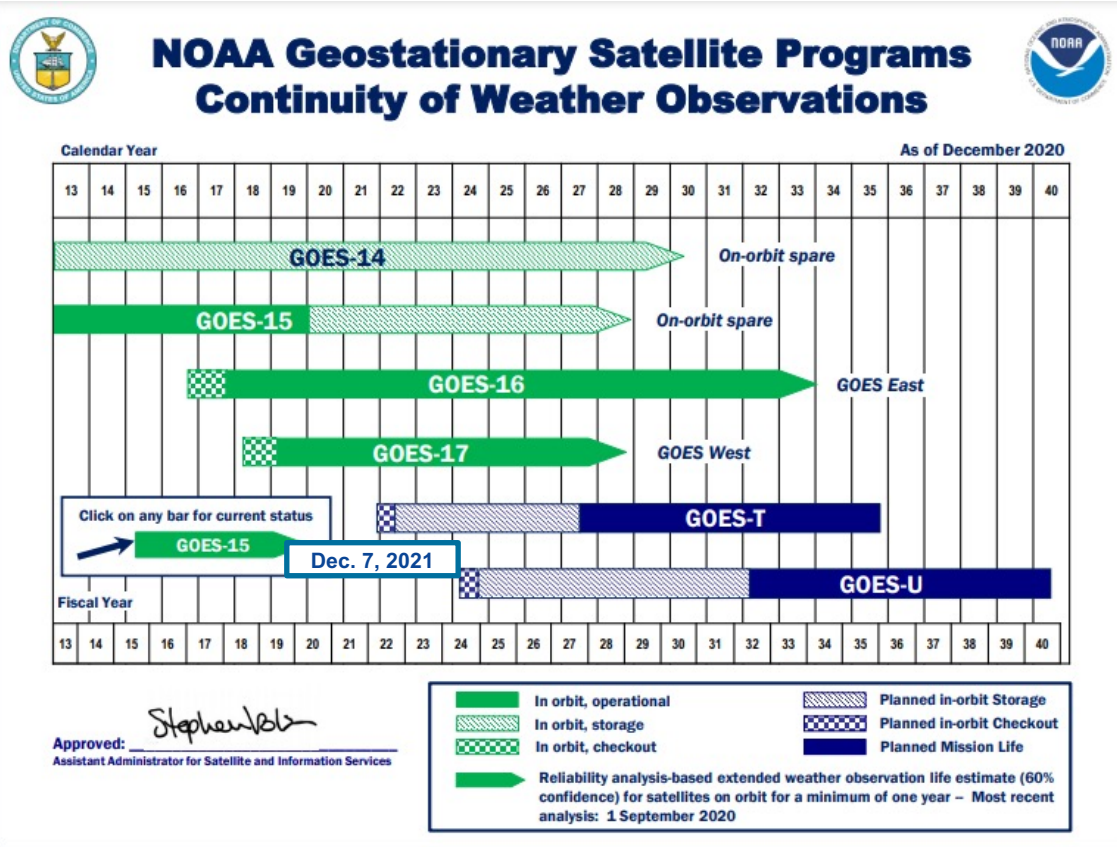 NOAA Geostationary Satellite Programs
Continuity of Weather Observations
NOAA
Calendar Year
As of December 2020
13 14 15 16 17 18 19 20 21 22 23 24 25 26 27 28 29 30 31 32 33 34 35 36 37 38 39 40
GOES-14 On-orbit spare
GOES-15 On-orbit spare
GOES-16 GOES East
GOES-17 GOES West
GOES-T
Click on any bar for current status
GOES-15
Dec. 7, 2021
GOES-U
Fiscal Year
13 14 15 16 17 18 19 20 21 22 23 24 25 26 27 28 29 30 31 32 33 34 35 36 37 38 39 40
Approved:
Assistant Administrator for Satellite and Information Services
In orbit, operational
In orbit, storage
In orbit, checkout
Planned in-orbit Storage
Planned in-orbit Checkout
Planned Mission Life
Reliability analysis-based extended weather observation life estimate (60%
confidence) for satellites on orbit for a minimum of one year – Most recent
analysis: 1 September 2020